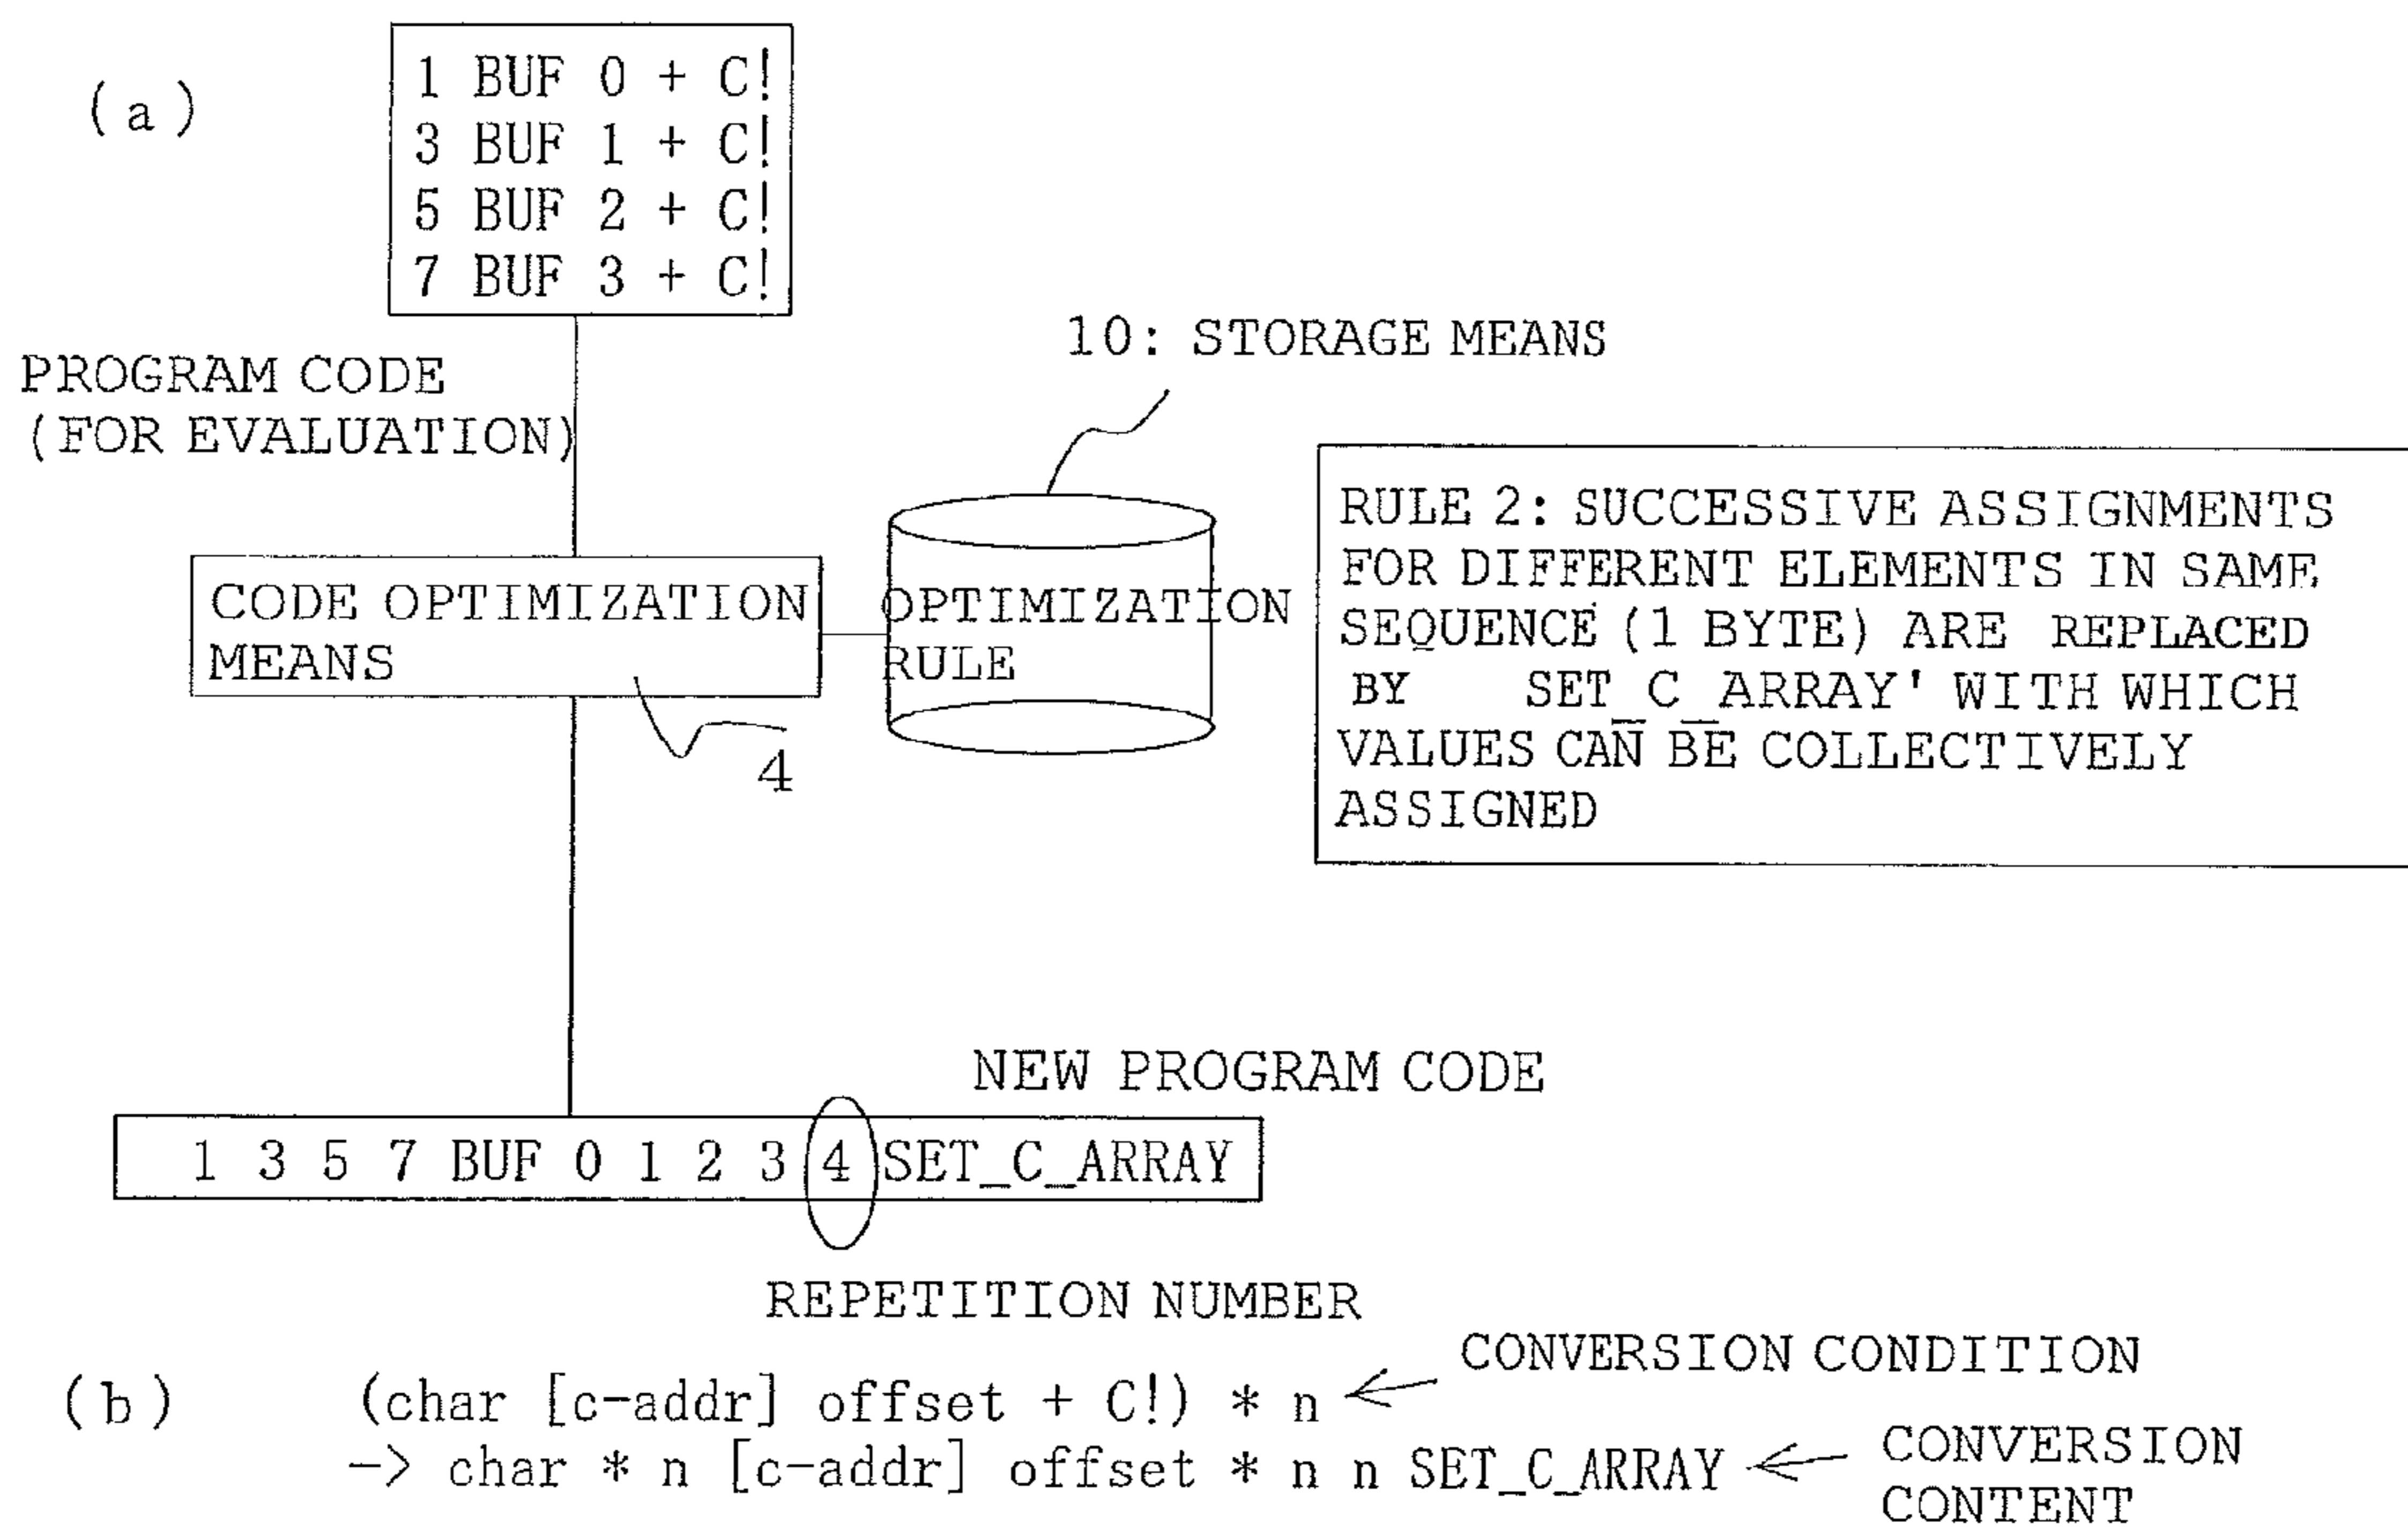 (a)
1 BUF 0 + C!
3 BUF 1 + C!
5 BUF 2 + C!
7 BUF 3 + C!
PROGRAM CODE
(FOR EVALUATION)
10: STORAGE MEANS
CODE OPTIMIZATION
MEANS
4
OPTIMIZATION
RULE
RULE 2: SUCCESSIVE ASSIGNMENTS
FOR DIFFERENT ELEMENTS IN SAME
SEQUENCE (1 BYTE) ARE REPLACED
BY SET_C_ARRAY' WITH WHICH
VALUES CAN BE COLLECTIVELY
ASSIGNED
NEW PROGRAM CODE
1 3 5 7 BUF 0 1 2 3 4 SET_C_ARRAY
REPETITION NUMBER
(b)
(char [c-addr] offset + C!) * n
CONVERSION CONDITION
-> char * n [c-addr] offset * n n SET_C_ARRAY
CONVERSION
CONTENT